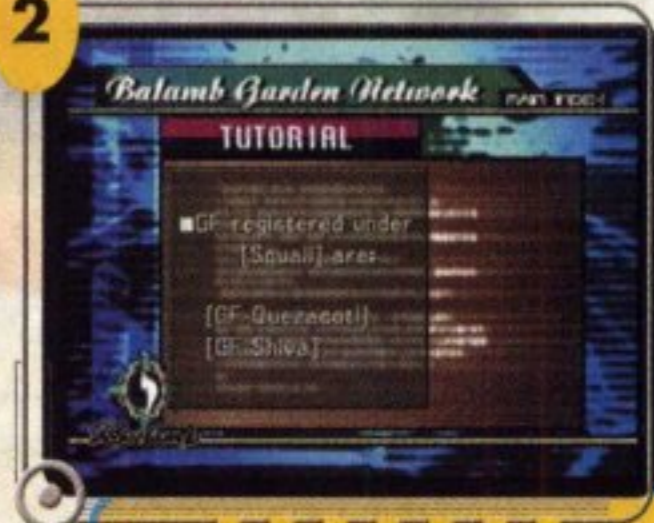 2
Balamb Garden Network MAIN INDEX
TUTORIAL
■GF registered under
[Squall] are:
[GF Quezacotl]
[GF Shiva]